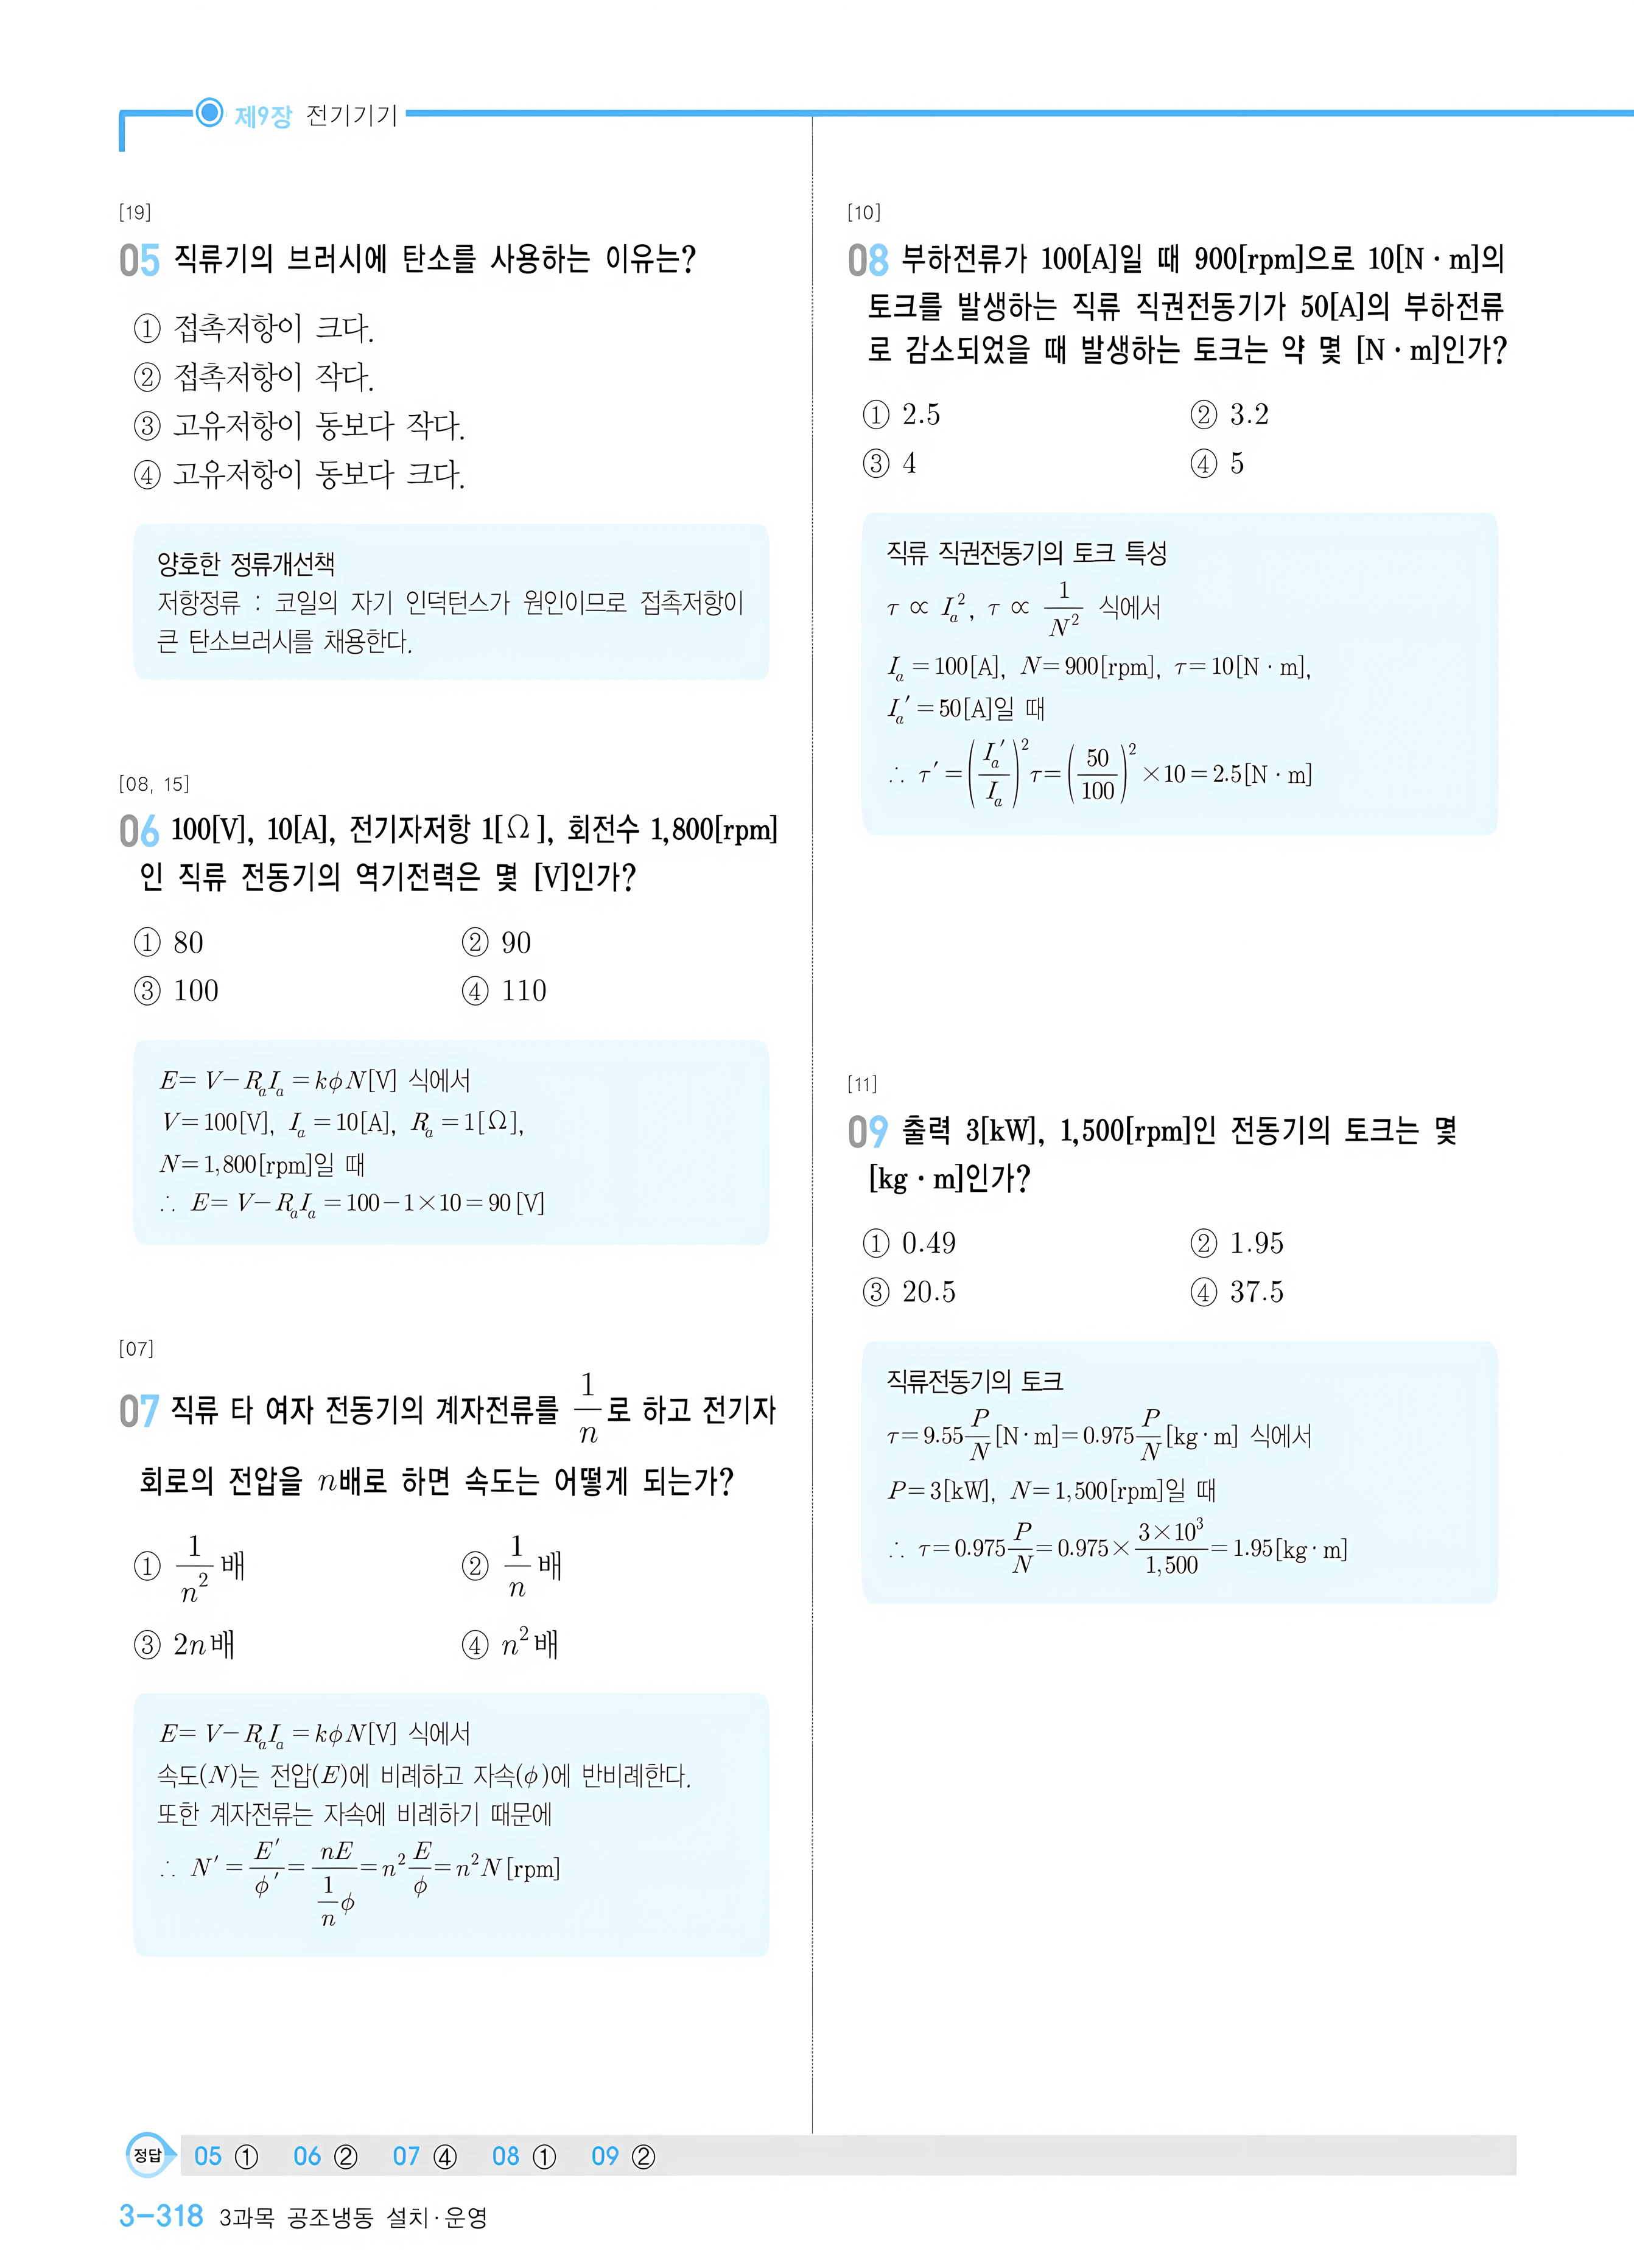 제9장 전기기기
[19]
05 직류기의 브러시에 탄소를 사용하는 이유는?
① 접촉저항이 크다.
② 접촉저항이 작다.
③ 고유저항이 동보다 작다.
④ 고유저항이 동보다 크다.
양호한 정류개선책
저항정류 : 코일의 자기 인덕턴스가 원인이므로 접촉저항이
큰 탄소브러시를 채용한다.
[08, 15]
06 100[V], 10[A], 전기자저항 1[Ω], 회전수 1,800[rpm]
인 직류 전동기의 역기전력은 몇 [V]인가?
① 80 ② 90
③ 100 ④ 110
E = V − RₐIₐ = kϕN[V] 식에서
V = 100[V], Iₐ = 10[A], Rₐ = 1[Ω],
N = 1,800[rpm]일 때
∴ E = V − RₐIₐ = 100 − 1×10 = 90[V]
[07]
07 직류 타 여자 전동기의 계자전류를 1/n로 하고 전기자
회로의 전압을 n배로 하면 속도는 어떻게 되는가?
① 1/n² 배 ② 1/n 배
③ 2n배 ④ n²배
E = V − RₐIₐ = kϕN[V] 식에서
속도(N)는 전압(E)에 비례하고 자속(ϕ)에 반비례한다.
또한 계자전류는 자속에 비례하기 때문에
∴ N′ = E′/ϕ′ = nE/((1/n)ϕ) = n² E/ϕ = n²N[rpm]
[10]
08 부하전류가 100[A]일 때 900[rpm]으로 10[N·m]의
토크를 발생하는 직류 직권전동기가 50[A]의 부하전류
로 감소되었을 때 발생하는 토크는 약 몇 [N·m]인가?
① 2.5 ② 3.2
③ 4 ④ 5
직류 직권전동기의 토크 특성
τ ∝ Iₐ², τ ∝ 1/N² 식에서
Iₐ = 100[A], N = 900[rpm], τ = 10[N·m],
Iₐ′ = 50[A]일 때
∴ τ′ = (Iₐ′/Iₐ)² τ = (50/100)² ×10 = 2.5[N·m]
[11]
09 출력 3[kW], 1,500[rpm]인 전동기의 토크는 몇
[kg·m]인가?
① 0.49 ② 1.95
③ 20.5 ④ 37.5
직류전동기의 토크
τ = 9.55 P/N [N·m] = 0.975 P/N [kg·m] 식에서
P = 3[kW], N = 1,500[rpm]일 때
∴ τ = 0.975 P/N = 0.975 × (3×10³)/1,500 = 1.95[kg·m]
정답 05 ① 06 ② 07 ④ 08 ① 09 ②
3-318 3과목 공조냉동 설치·운영